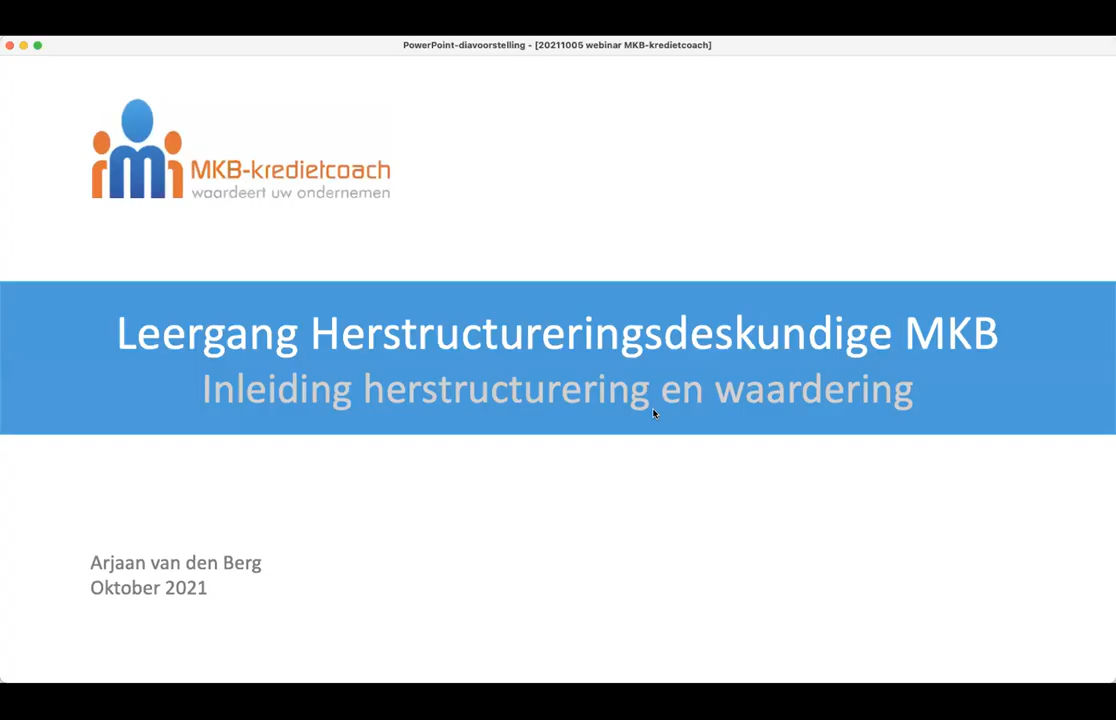 PowerPoint-diavoorstelling - [20211005 webinar MKB-kredietcoach]
MKB-kredietcoach
waardeert uw ondernemen
Leergang Herstructureringsdeskundige MKB
Inleiding herstructurering en waardering
Arjaan van den Berg
Oktober 2021